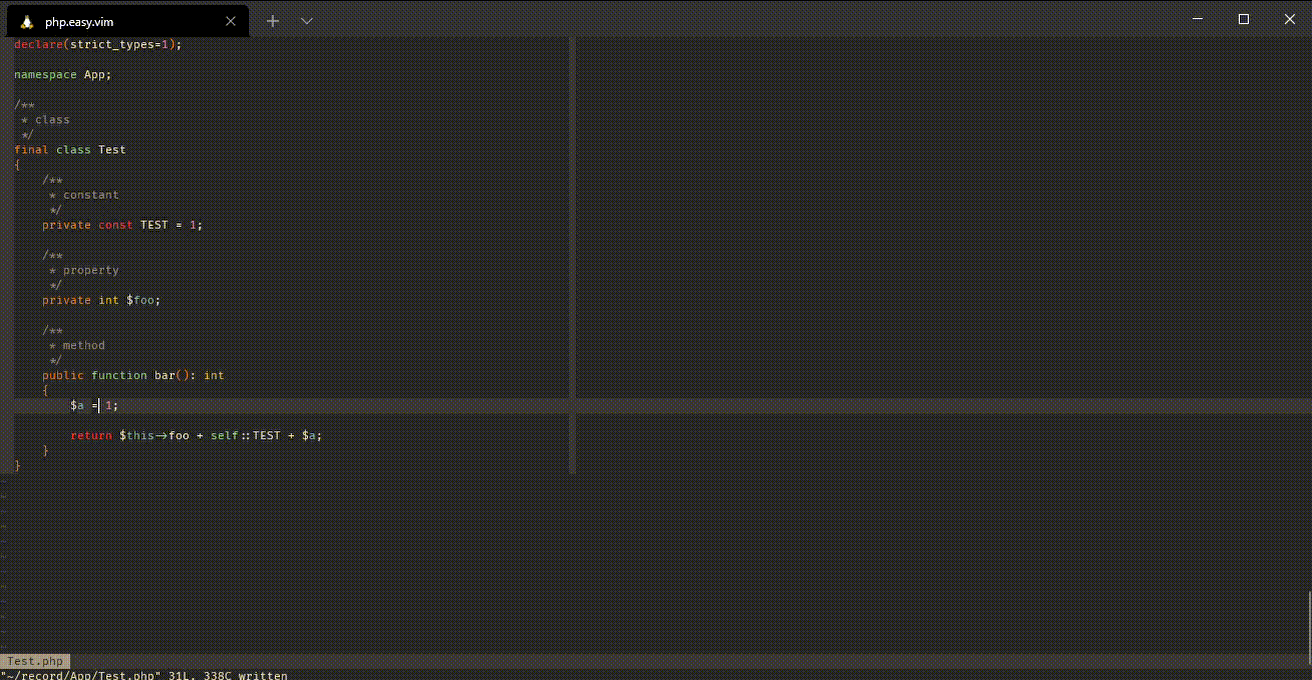 php.easy.vim
declare(strict_types=1);
namespace App;
/**
 * class
 */
final class Test
{
    /**
     * constant
     */
    private const TEST = 1;
    /**
     * property
     */
    private int $foo;
    /**
     * method
     */
    public function bar(): int
    {
        $a = 1;
        return $this->foo + self::TEST + $a;
    }
}
~
~
~
~
~
~
~
~
~
~
~
~
Test.php
"~/record/App/Test.php" 31L, 338C written